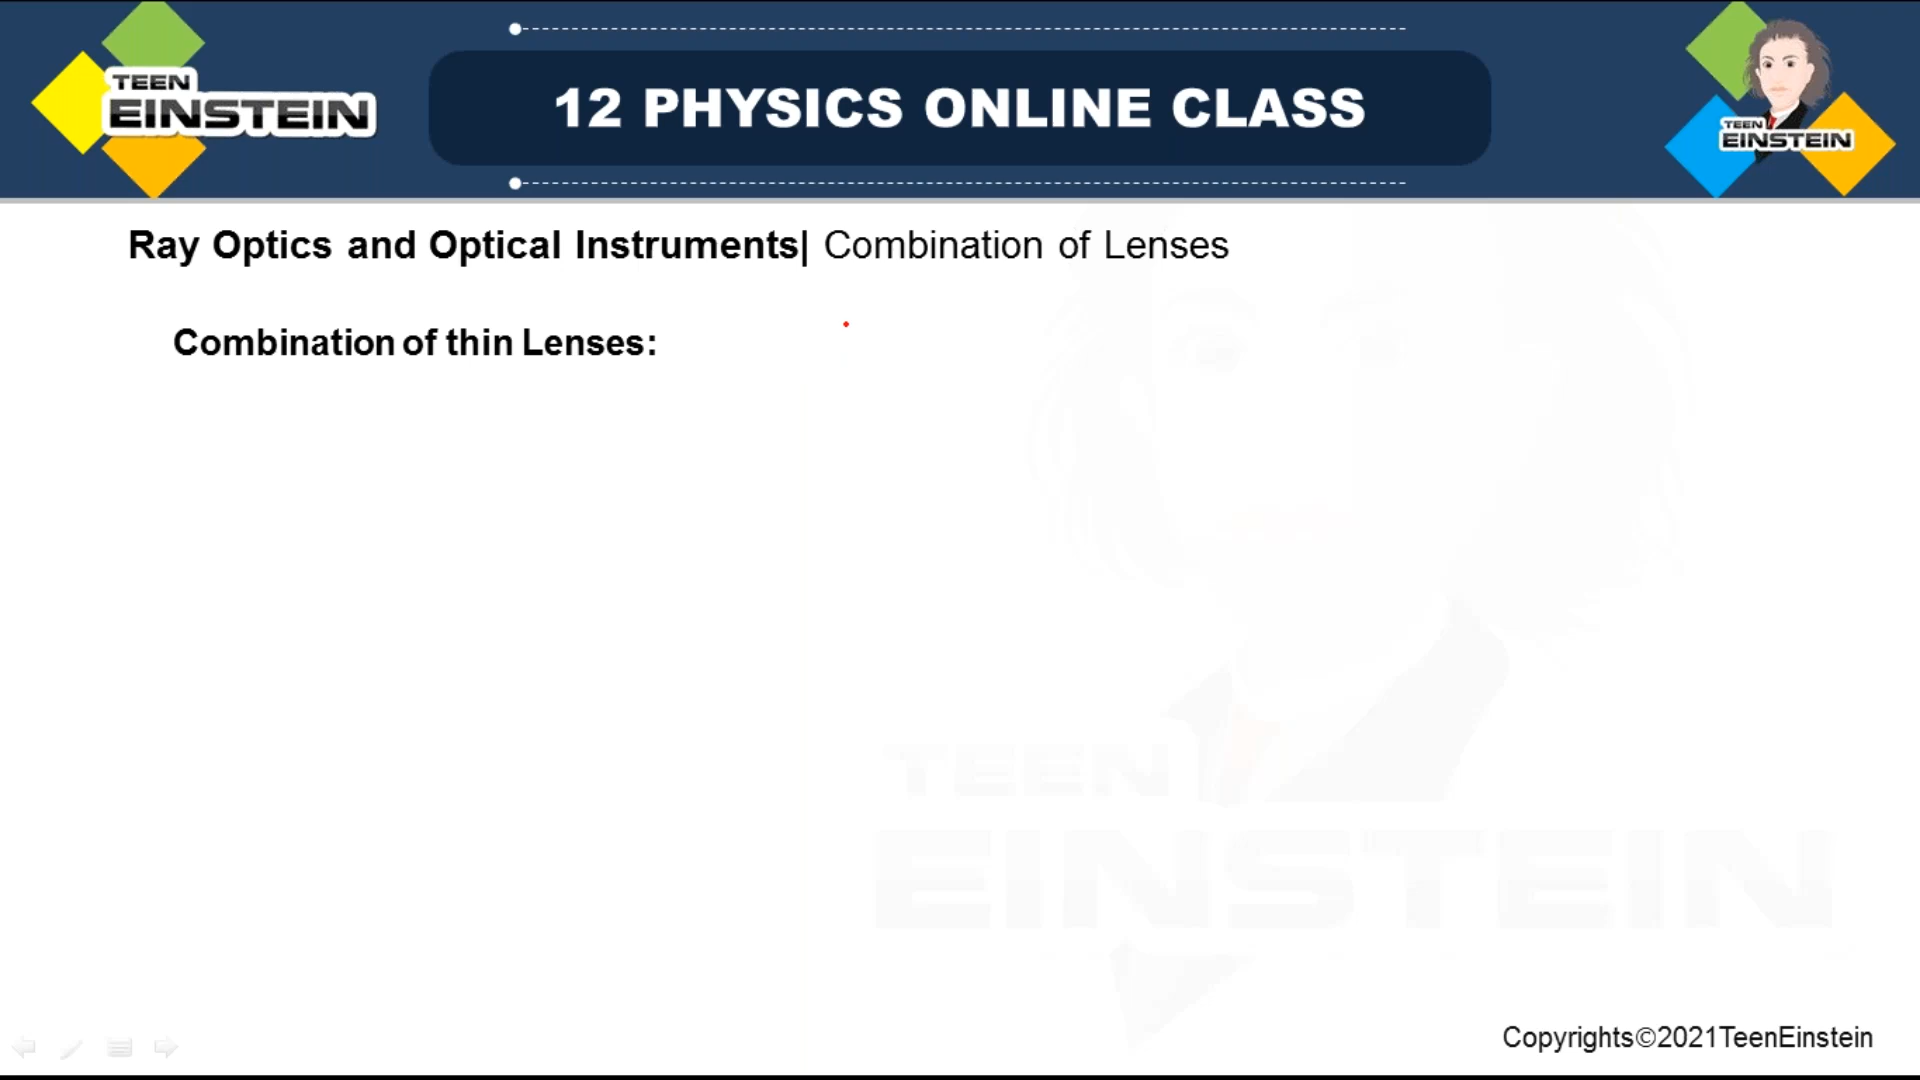 TEEN
EINSTEIN
12 PHYSICS ONLINE CLASS
TEEN
EINSTEIN
Ray Optics and Optical Instruments| Combination of Lenses
Combination of thin Lenses:
TEEN
EINSTEIN
Copyrights©2021TeenEinstein